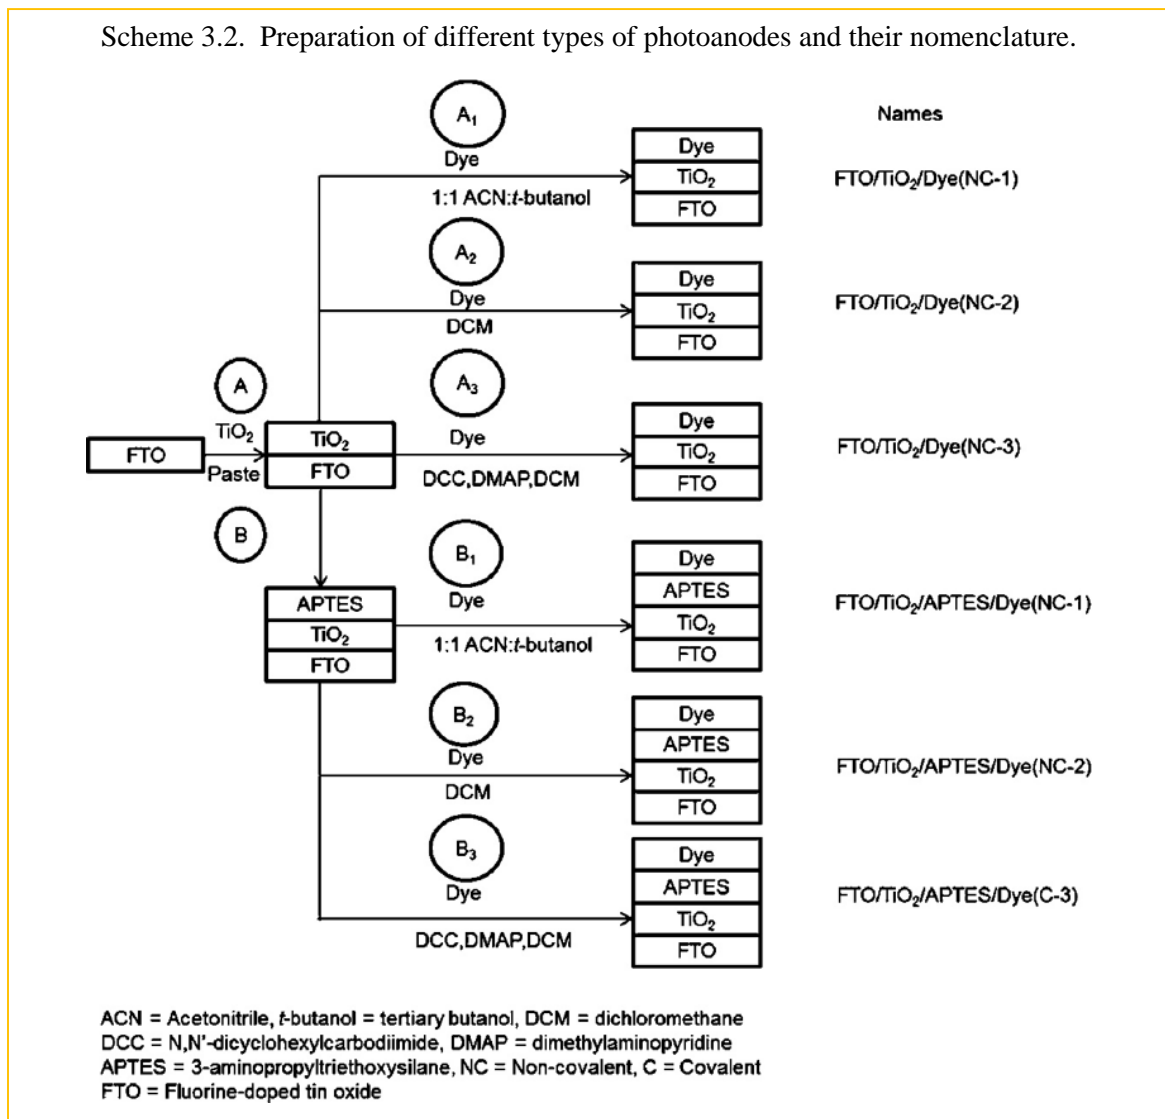 Scheme 3.2. Preparation of different types of photoanodes and their nomenclature.
Names
A₁
Dye
1:1 ACN:t-butanol
Dye
TiO₂
FTO
FTO/TiO₂/Dye(NC-1)
A₂
Dye
DCM
Dye
TiO₂
FTO
FTO/TiO₂/Dye(NC-2)
A
TiO₂
Paste
FTO
TiO₂
FTO
A₃
Dye
DCC,DMAP,DCM
Dye
TiO₂
FTO
FTO/TiO₂/Dye(NC-3)
B
APTES
TiO₂
FTO
B₁
Dye
1:1 ACN:t-butanol
Dye
APTES
TiO₂
FTO
FTO/TiO₂/APTES/Dye(NC-1)
B₂
Dye
DCM
Dye
APTES
TiO₂
FTO
FTO/TiO₂/APTES/Dye(NC-2)
B₃
Dye
DCC,DMAP,DCM
Dye
APTES
TiO₂
FTO
FTO/TiO₂/APTES/Dye(C-3)
ACN = Acetonitrile, t-butanol = tertiary butanol, DCM = dichloromethane
DCC = N,N'-dicyclohexylcarbodiimide, DMAP = dimethylaminopyridine
APTES = 3-aminopropyltriethoxysilane, NC = Non-covalent, C = Covalent
FTO = Fluorine-doped tin oxide